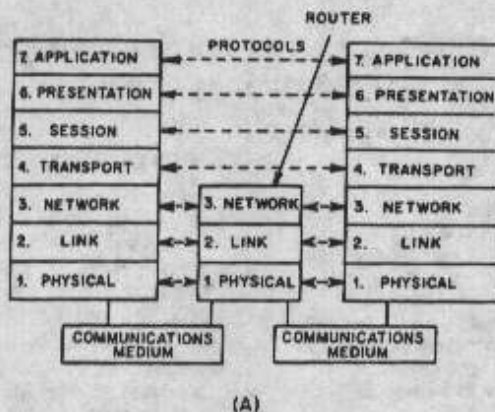 ROUTER
PROTOCOLS
7. APPLICATION
6. PRESENTATION
5. SESSION
4. TRANSPORT
3. NETWORK
2. LINK
1. PHYSICAL
3. NETWORK
2. LINK
1. PHYSICAL
7. APPLICATION
6. PRESENTATION
5. SESSION
4. TRANSPORT
3. NETWORK
2. LINK
1. PHYSICAL
COMMUNICATIONS
MEDIUM
COMMUNICATIONS
MEDIUM
(A)